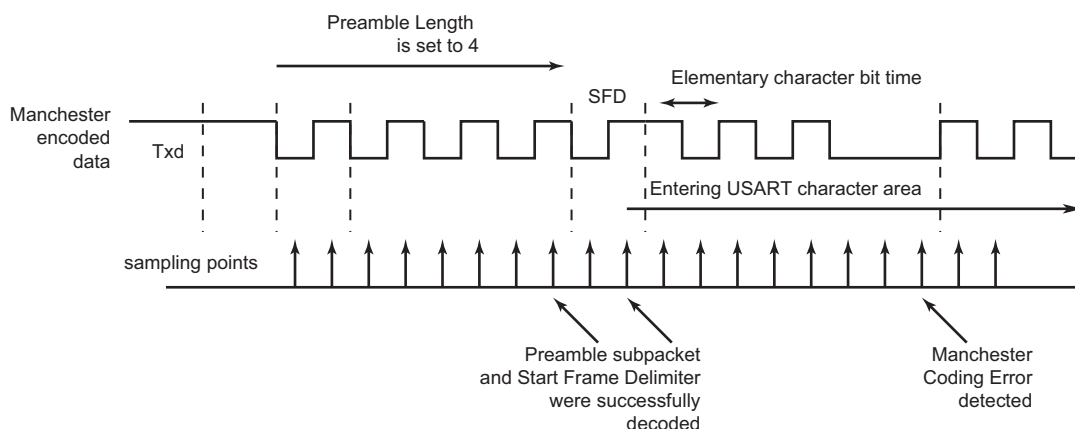 Preamble Length
is set to 4
Elementary character bit time
SFD
Manchester
encoded
data
Txd
Entering USART character area
sampling points
Preamble subpacket
and Start Frame Delimiter
were successfully
decoded
Manchester
Coding Error
detected